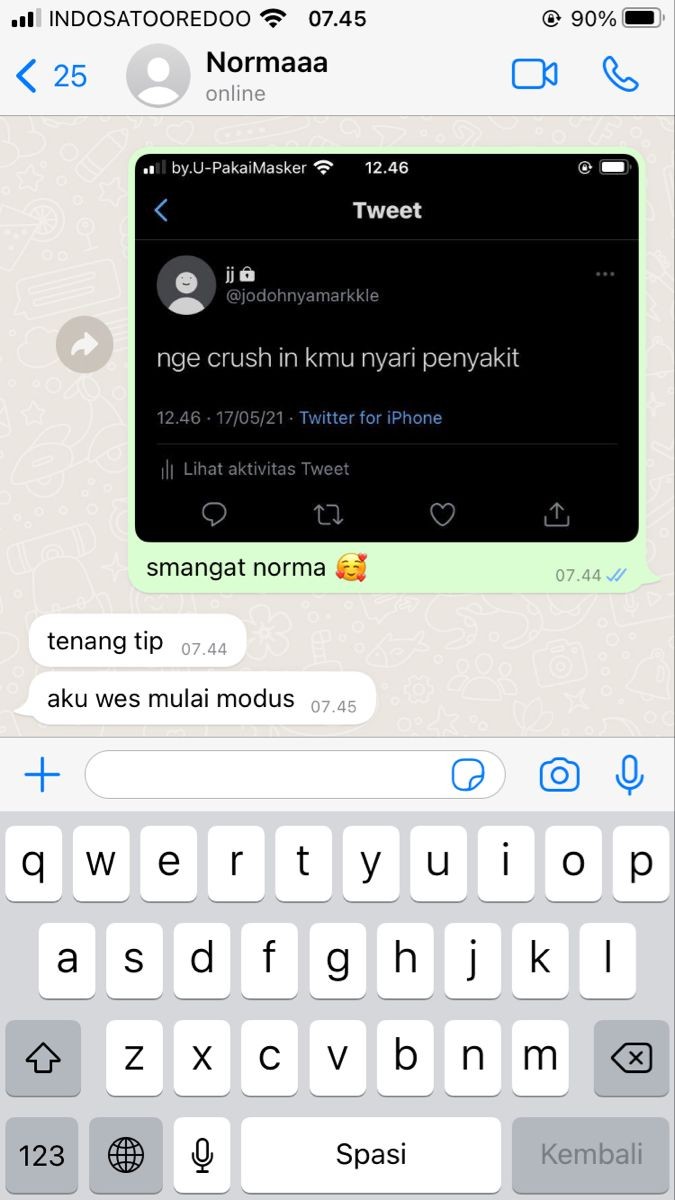 INDOSATOOREDOO 07.45 90%
25 Normaaa
online
by.U-PakaiMasker 12.46
Tweet
jj
@jodohnyamarkkle
nge crush in kmu nyari penyakit
12.46 · 17/05/21 · Twitter for iPhone
Lihat aktivitas Tweet
smangat norma 🥰 07.44
tenang tip 07.44
aku wes mulai modus 07.45
q w e r t y u i o p
a s d f g h j k l
z x c v b n m
123 Spasi Kembali